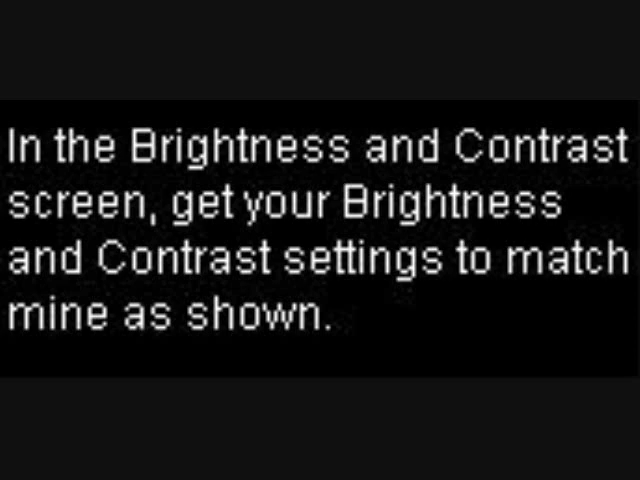 In the Brightness and Contrast
screen, get your Brightness
and Contrast settings to match
mine as shown.